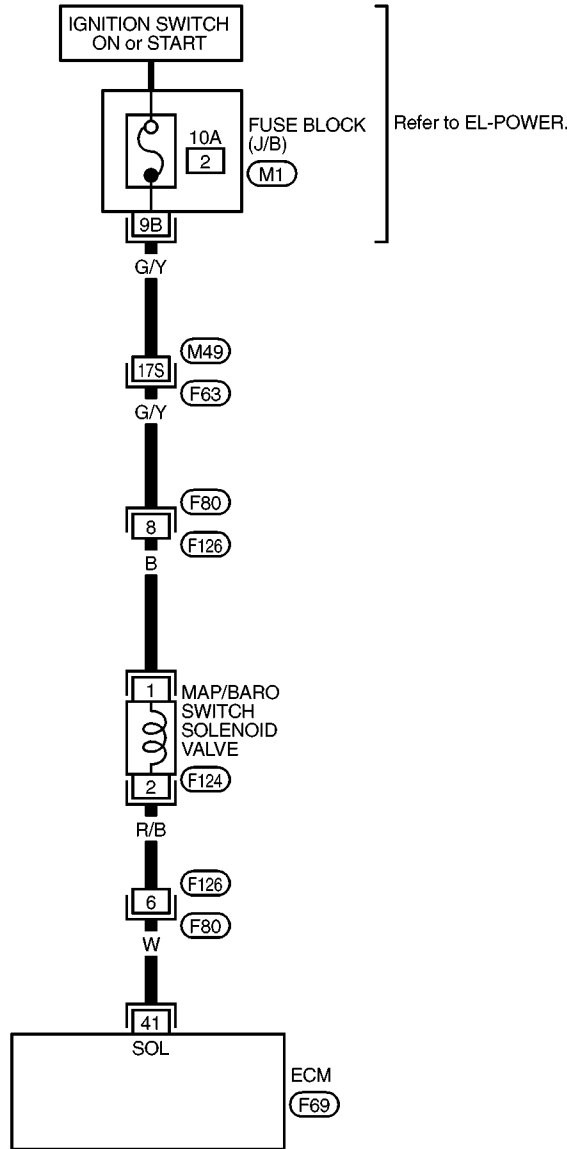 IGNITION SWITCH
ON or START
FUSE BLOCK
(J/B)
Refer to EL-POWER.
10A
2
M1
9B
G/Y
M49
17S
F63
G/Y
F80
8
F126
B
1
MAP/BARO
SWITCH
SOLENOID
VALVE
2
F124
R/B
F126
6
F80
W
41
SOL
ECM
F69